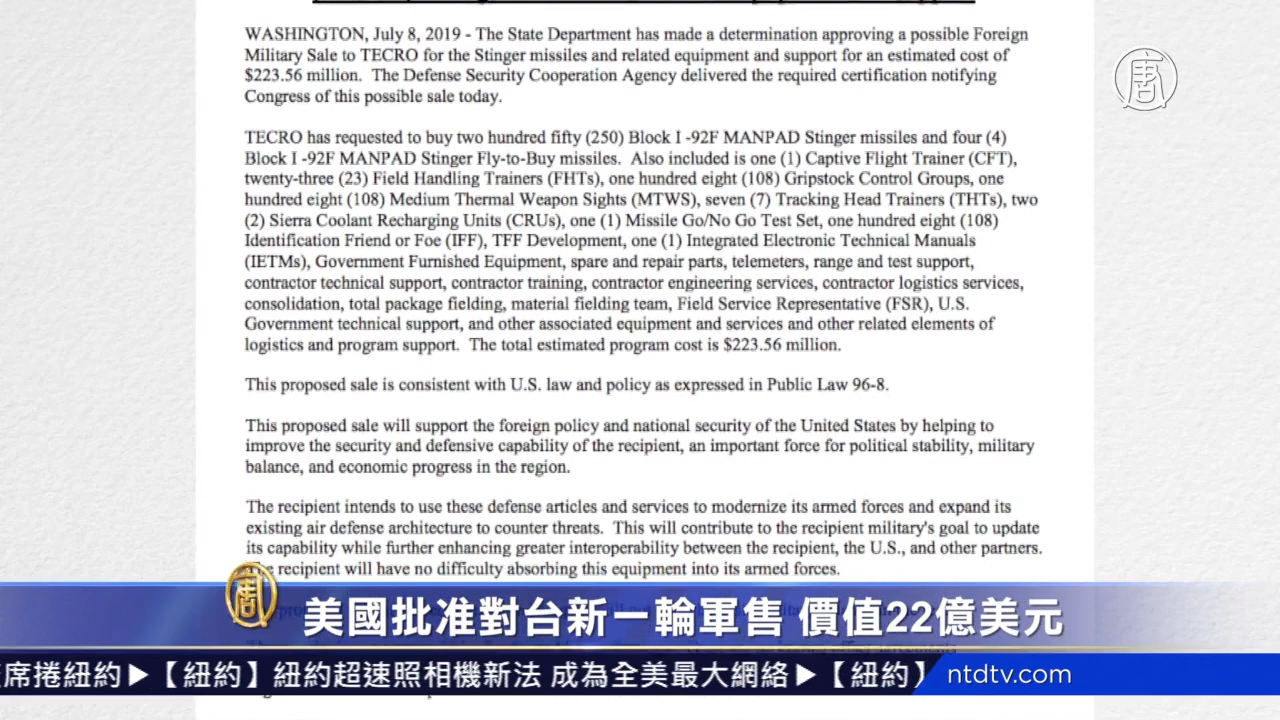 WASHINGTON, July 8, 2019 - The State Department has made a determination approving a possible Foreign
Military Sale to TECRO for the Stinger missiles and related equipment and support for an estimated cost of
$223.56 million. The Defense Security Cooperation Agency delivered the required certification notifying
Congress of this possible sale today.
唐
TECRO has requested to buy two hundred fifty (250) Block I -92F MANPAD Stinger missiles and four (4)
Block I -92F MANPAD Stinger Fly-to-Buy missiles. Also included is one (1) Captive Flight Trainer (CFT),
twenty-three (23) Field Handling Trainers (FHTs), one hundred eight (108) Gripstock Control Groups, one
hundred eight (108) Medium Thermal Weapon Sights (MTWS), seven (7) Tracking Head Trainers (THTs), two
(2) Sierra Coolant Recharging Units (CRUs), one (1) Missile Go/No Go Test Set, one hundred eight (108)
Identification Friend or Foe (IFF), TFF Development, one (1) Integrated Electronic Technical Manuals
(IETMs), Government Furnished Equipment, spare and repair parts, telemeters, range and test support,
contractor technical support, contractor training, contractor engineering services, contractor logistics services,
consolidation, total package fielding, material fielding team, Field Service Representative (FSR), U.S.
Government technical support, and other associated equipment and services and other related elements of
logistics and program support. The total estimated program cost is $223.56 million.
This proposed sale is consistent with U.S. law and policy as expressed in Public Law 96-8.
This proposed sale will support the foreign policy and national security of the United States by helping to
improve the security and defensive capability of the recipient, an important force for political stability, military
balance, and economic progress in the region.
The recipient intends to use these defense articles and services to modernize its armed forces and expand its
existing air defense architecture to counter threats. This will contribute to the recipient military's goal to update
its capability while further enhancing greater interoperability between the recipient, the U.S., and other partners.
recipient will have no difficulty absorbing this equipment into its armed forces.
唐
美國批准對台新一輪軍售 價值22億美元
席捲紐約▶【紐約】紐約超速照相機新法 成為全美最大網絡▶【紐約】
ntdtv.com